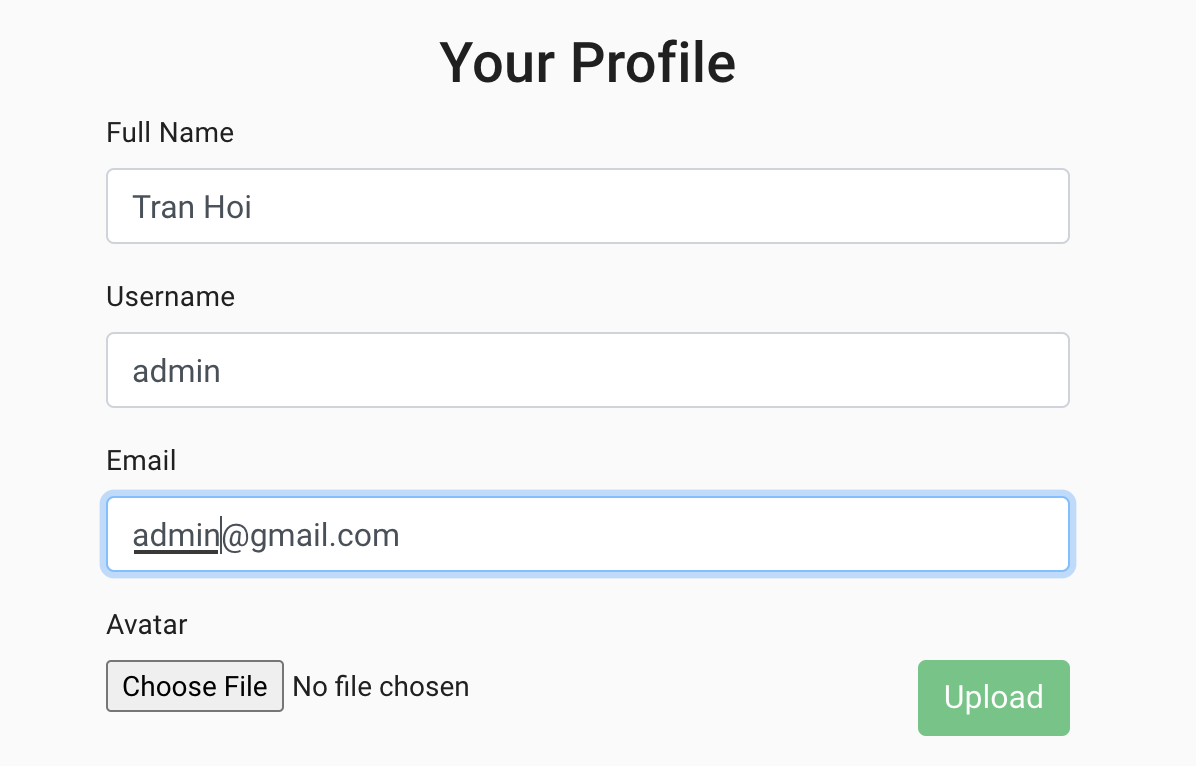 Your Profile
Full Name
Tran Hoi
Username
admin
Email
admin@gmail.com
Avatar
Choose File No file chosen
Upload